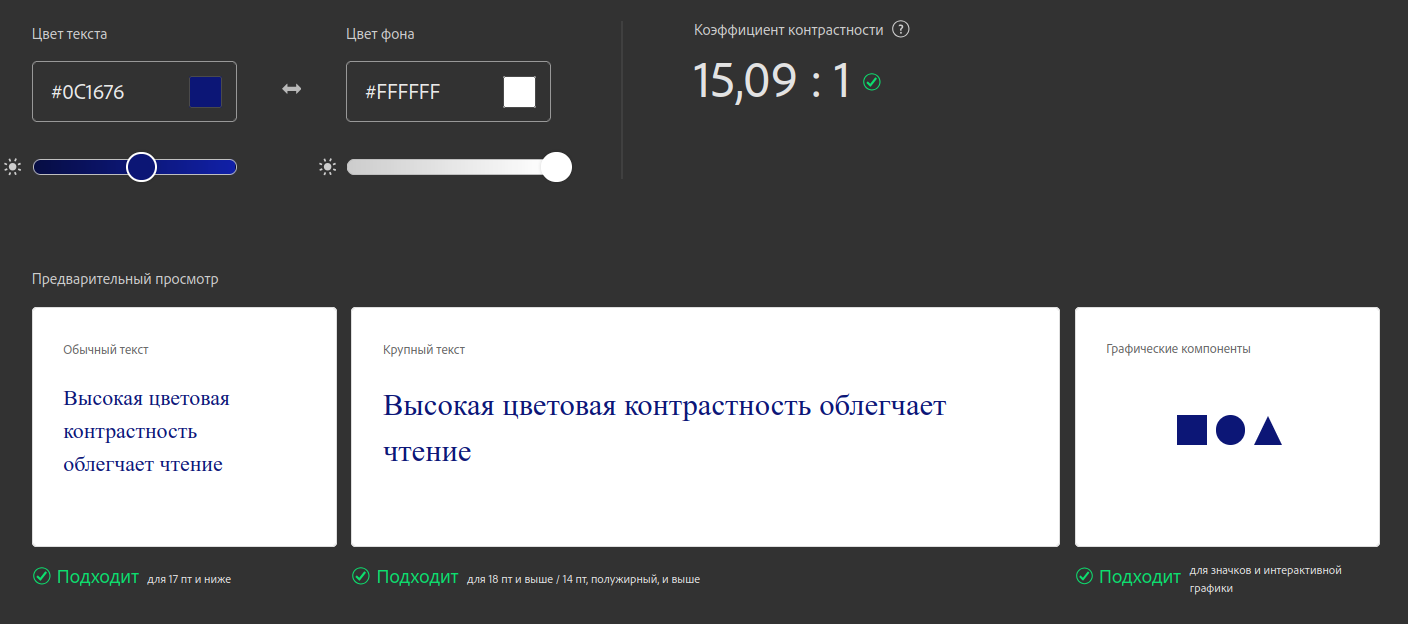 Цвет текста
Цвет фона
Коэффициент контрастности ?
#0C1676
#FFFFFF
15,09 : 1
Предварительный просмотр
Обычный текст
Высокая цветовая
контрастность
облегчает чтение
Крупный текст
Высокая цветовая контрастность облегчает
чтение
Графические компоненты
Подходит для 17 пт и ниже
Подходит для 18 пт и выше / 14 пт, полужирный, и выше
Подходит для значков и интерактивной
графики